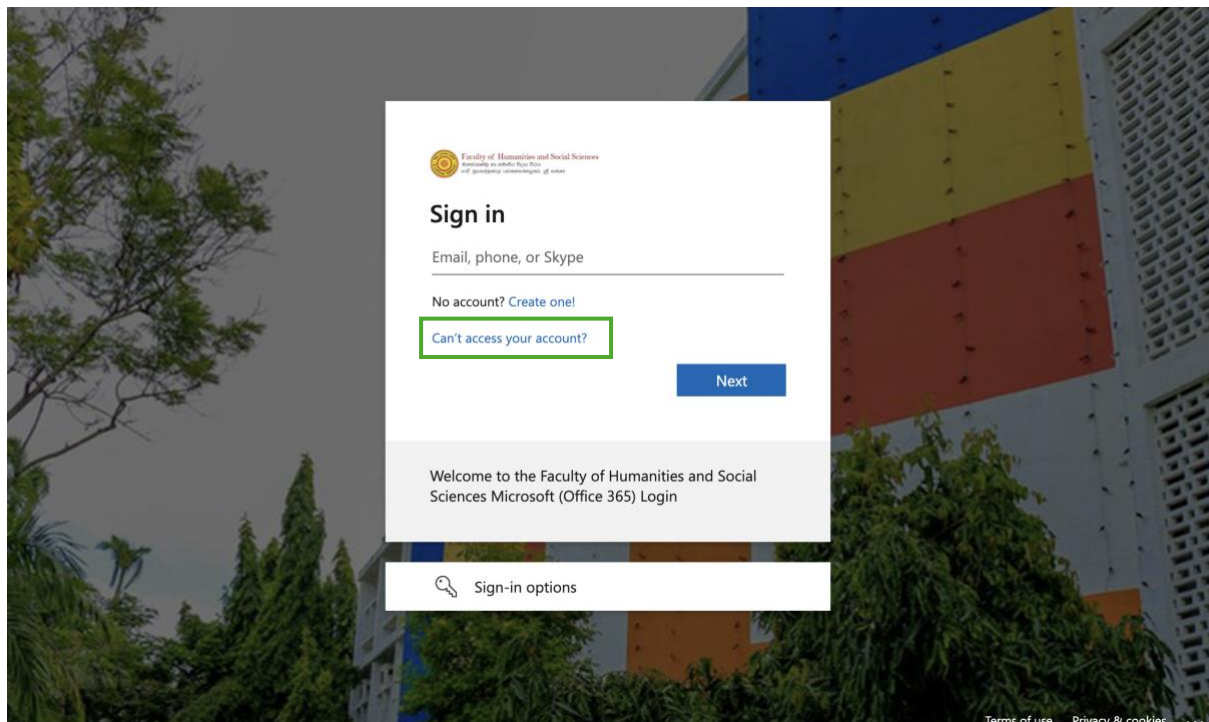 Faculty of Humanities and Social Sciences
Sign in
Email, phone, or Skype
No account? Create one!
Can't access your account?
Next
Welcome to the Faculty of Humanities and Social
Sciences Microsoft (Office 365) Login
Sign-in options
Terms of use Privacy & cookies